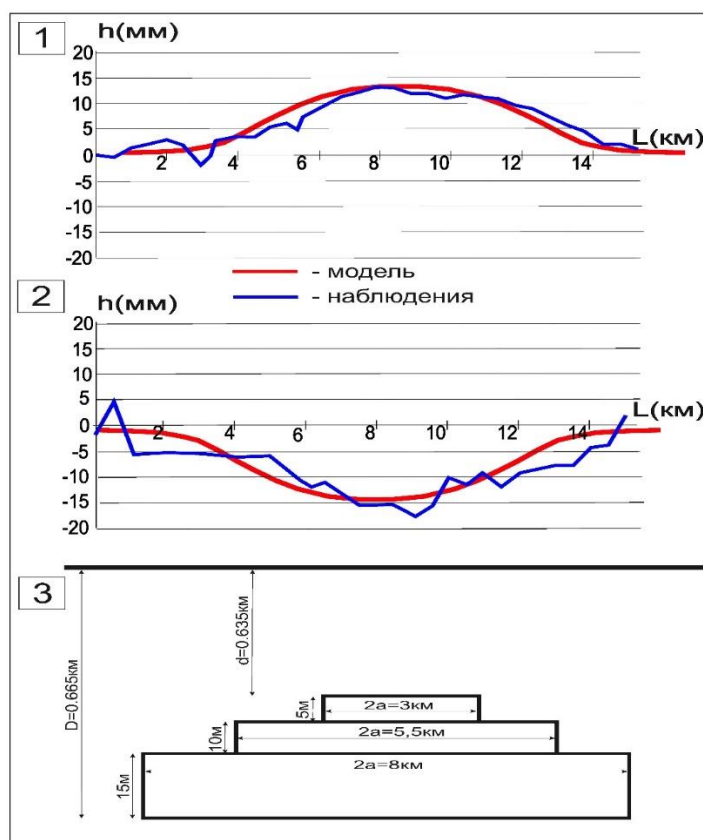 1
h(мм)
20
15
10
5
0
-5
-10
-15
-20
2 4 6 8 10 12 14
L(км)
- модель
- наблюдения
2
h(мм)
20
15
10
5
0
-5
-10
-15
-20
2 4 6 8 10 12 14
L(км)
3
D=0.665км
d=0.635км
5м
2a=3км
10м
2a=5,5км
15м
2a=8км